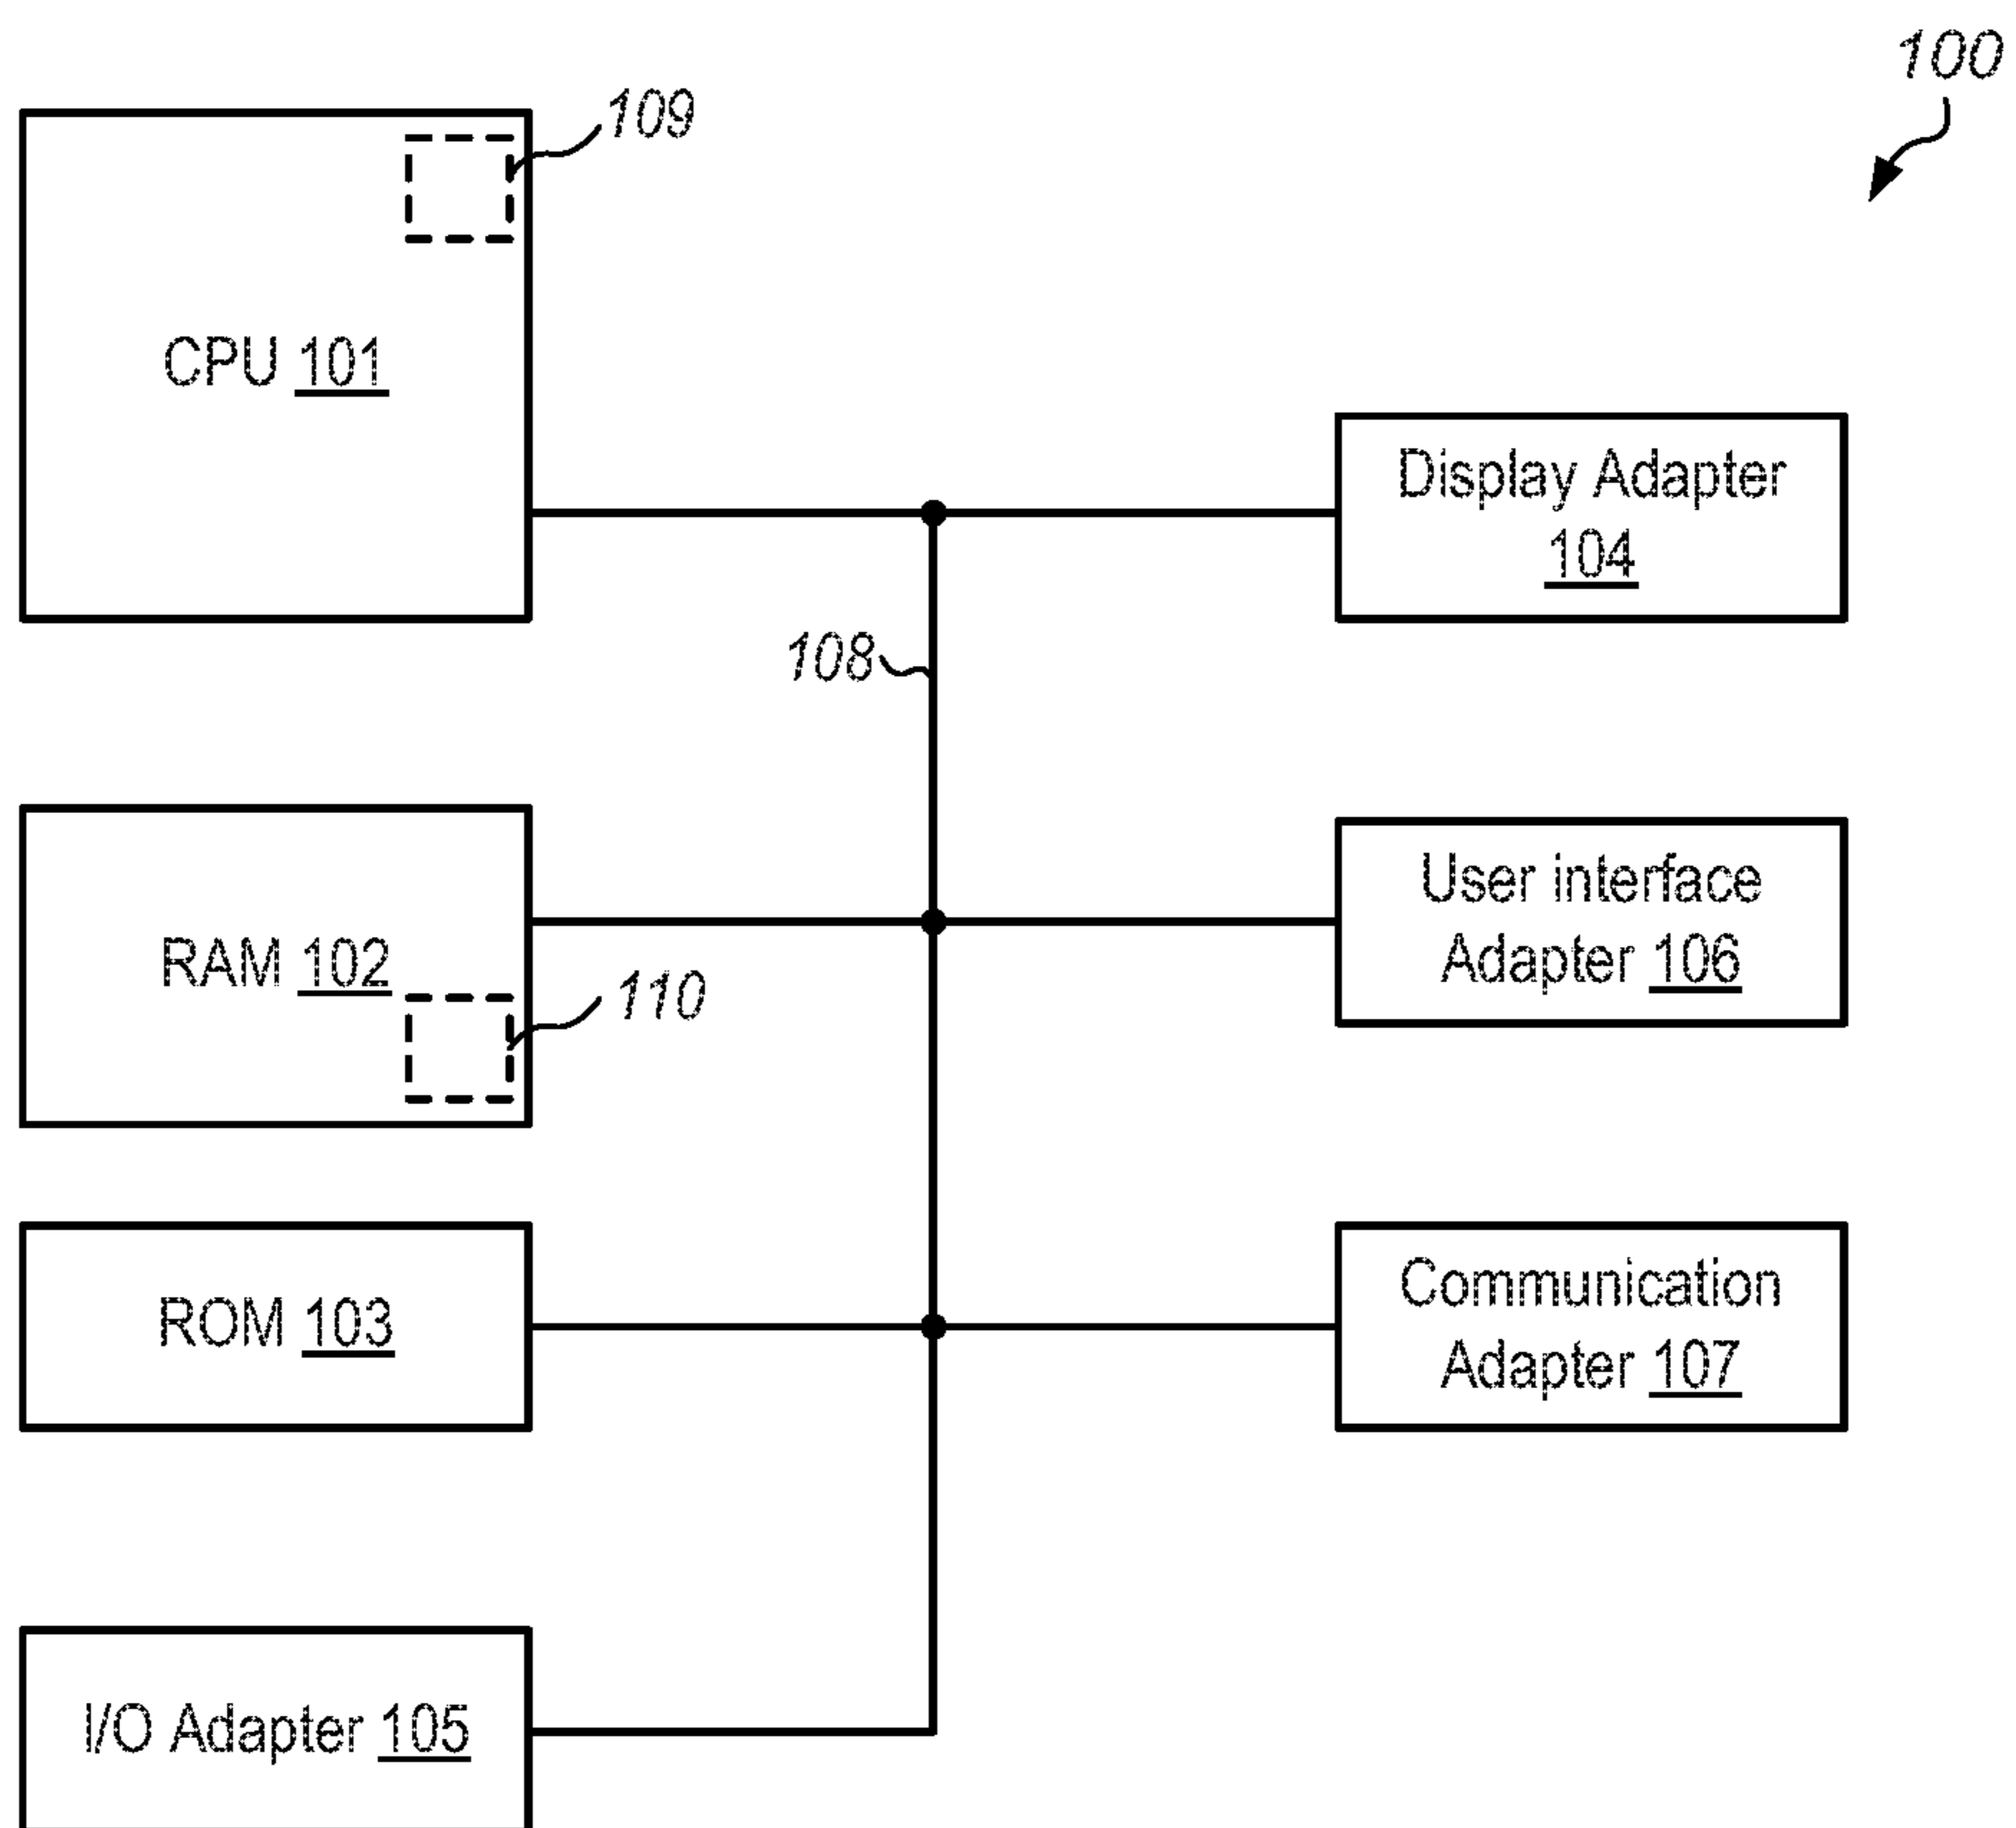 100
109
CPU 101
Display Adapter
104
108
User interface
Adapter 106
RAM 102
110
Communication
Adapter 107
ROM 103
I/O Adapter 105